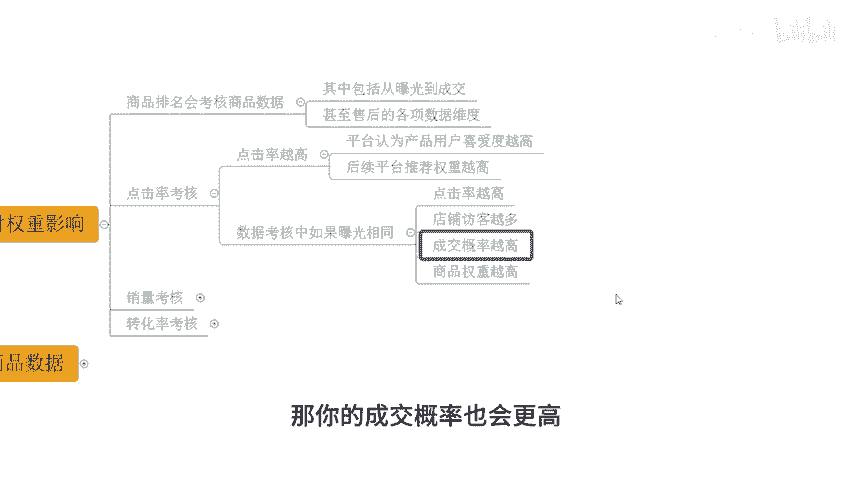 bilibili
其中包括从曝光到成交
商品排名会考核商品数据
甚至售后的各项数据维度
平台认为产品用户喜爱度越高
点击率越高
后续平台推荐权重越高
点击率考核
点击率越高
店铺访客越多
数据考核中如果曝光相同
成交概率越高
商品权重越高
权重影响
销量考核
转化率考核
品数据
那你的成交概率也会更高